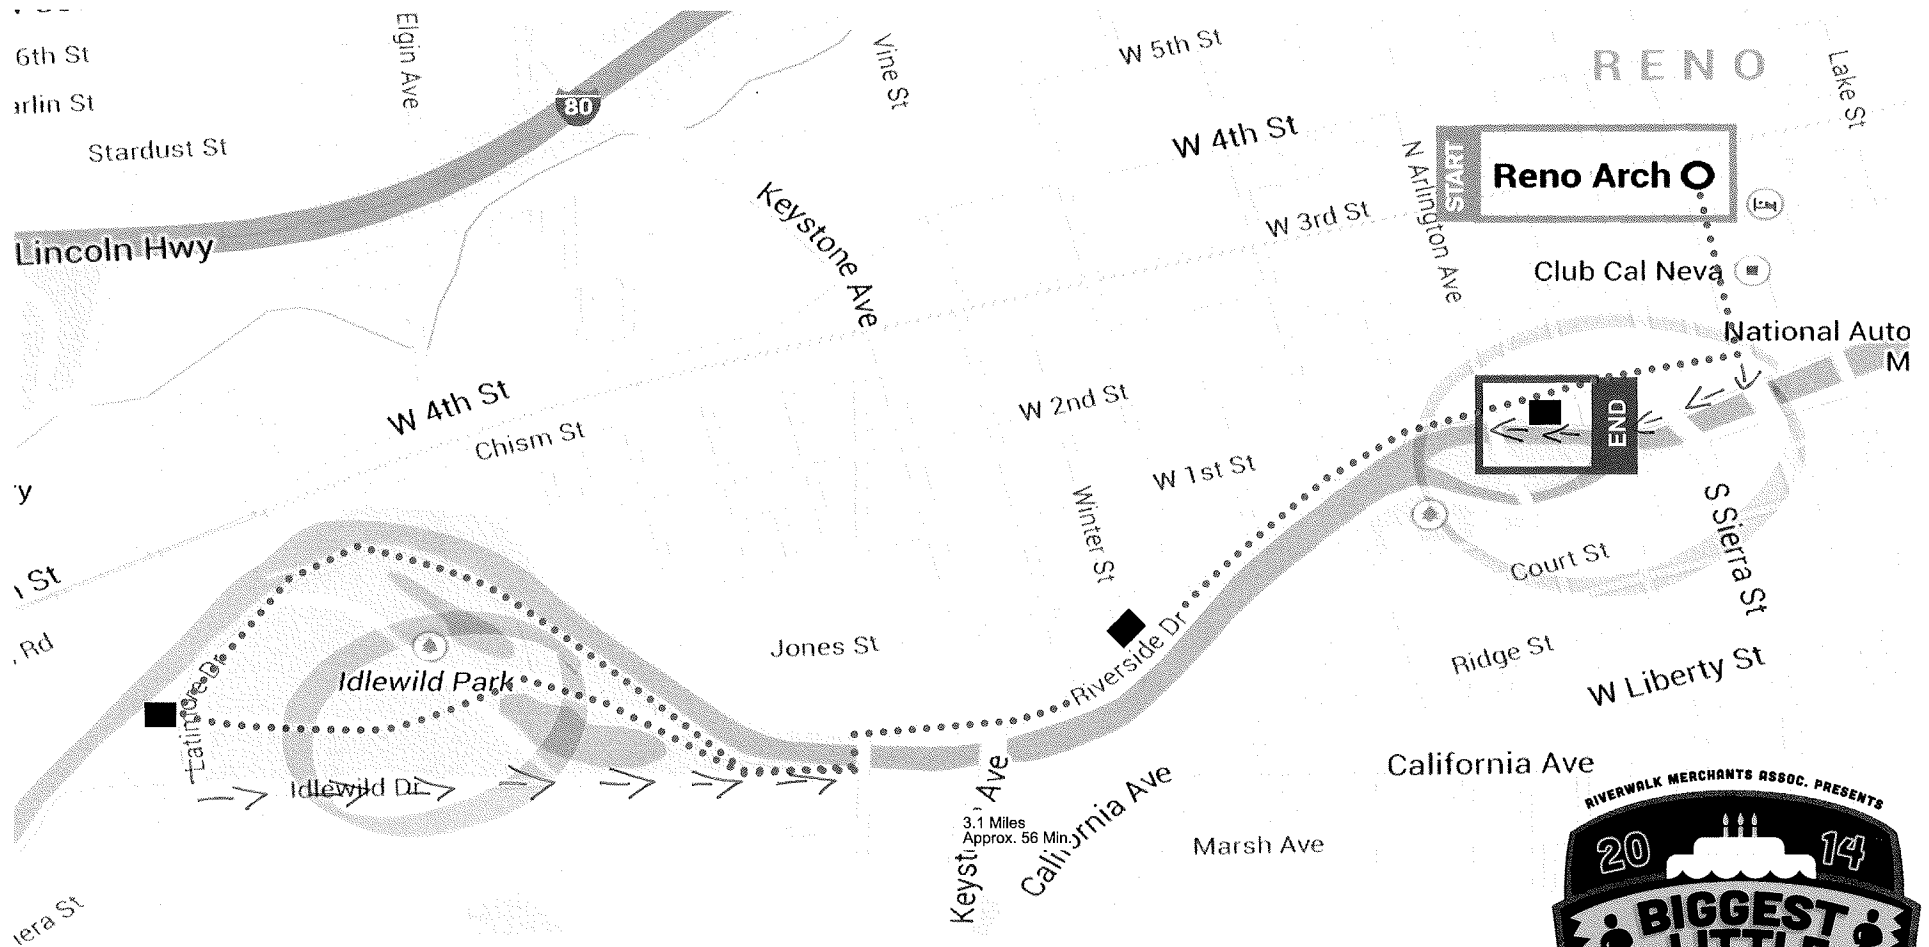 6th St
Elgin Ave
Vine St
W 5th St
RENO
Lake St
arlin St
80
Stardust St
W 4th St
N Arlington Ave
START
Reno Arch
Keystone Ave
W 3rd St
Lincoln Hwy
Club Cal Neva
National Auto
M
W 4th St
W 2nd St
END
Chism St
W 1st St
y
Winter St
S Sierra St
Court St
St
Rd
Jones St
Riverside Dr
Ridge St
W Liberty St
Idlewild Park
Latimore Dr
Idlewild Dr
California Ave
Keystone Ave
3.1 Miles
Approx. 56 Min.
California Ave
Marsh Ave
iera St
RIVERWALK MERCHANTS ASSOC. PRESENTS
20 14
BIGGEST
LITTLE